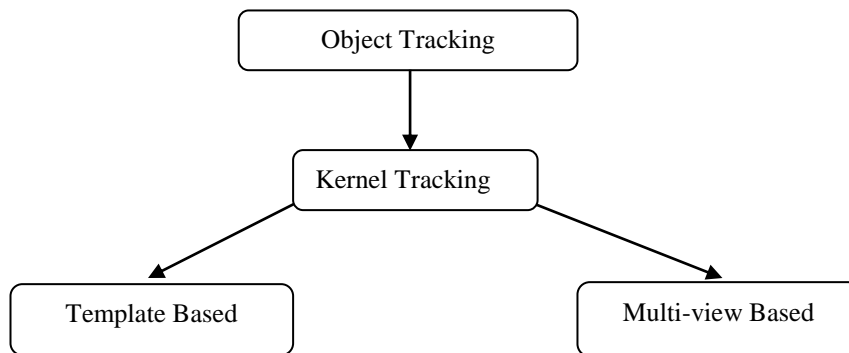 Object Tracking
Kernel Tracking
Template Based
Multi-view Based